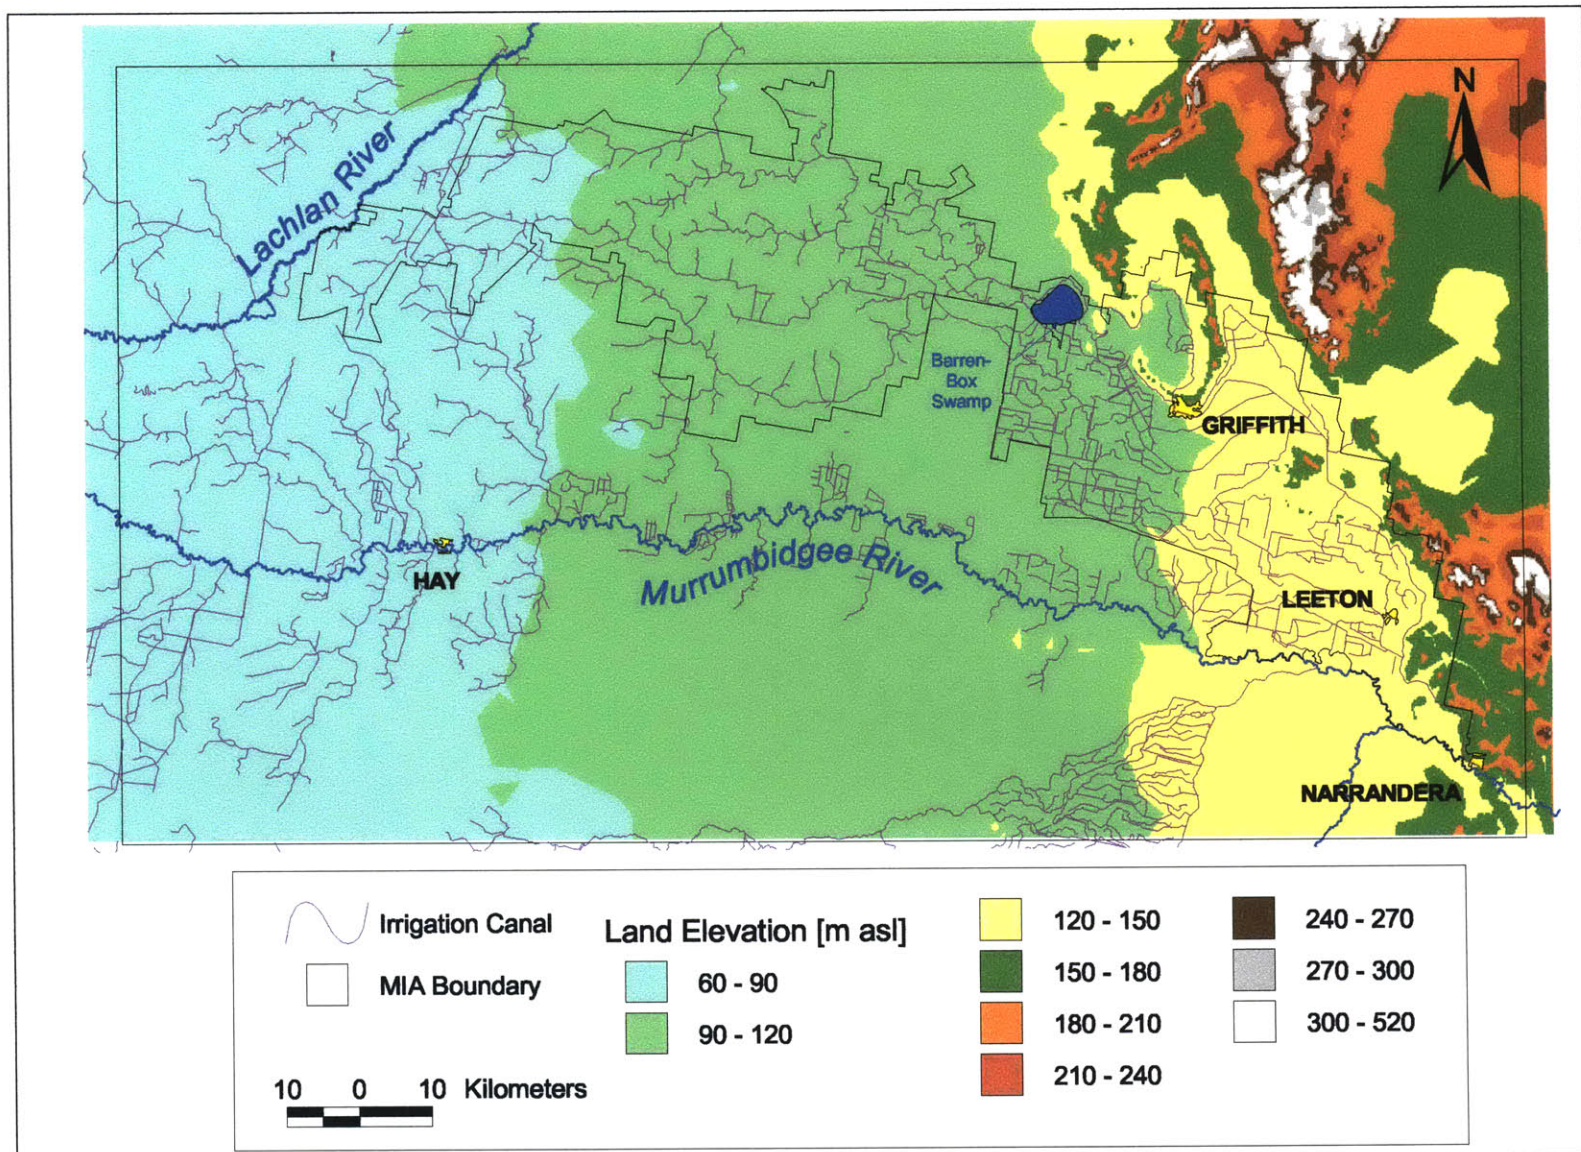 N
Lachlan River
Barren-
Box
Swamp
GRIFFITH
HAY
Murrumbidgee River
LEETON
NARRANDERA
Irrigation Canal
MIA Boundary
10 0 10 Kilometers
Land Elevation [m asl]
60 - 90
90 - 120
120 - 150
150 - 180
180 - 210
210 - 240
240 - 270
270 - 300
300 - 520